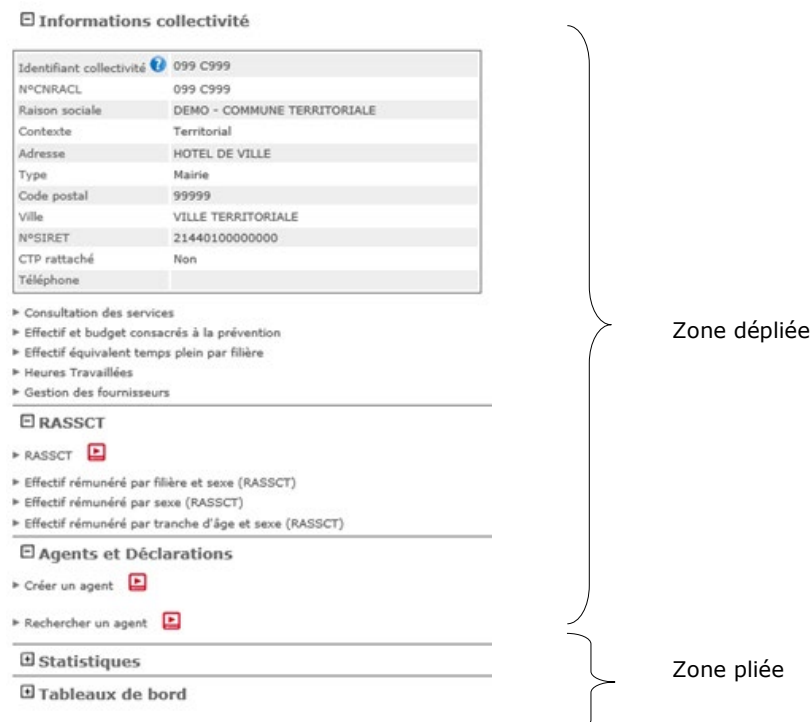 Informations collectivité
Identifiant collectivité ? 099 C999
N°CNRACL 099 C999
Raison sociale DEMO - COMMUNE TERRITORIALE
Contexte Territorial
Adresse HOTEL DE VILLE
Type Mairie
Code postal 99999
Ville VILLE TERRITORIALE
N°SIRET 21440100000000
CTP rattaché Non
Téléphone
Consultation des services
Effectif et budget consacrés à la prévention
Effectif équivalent temps plein par filière
Heures Travaillées
Gestion des fournisseurs
Zone dépliée
RASSCT
RASSCT
Effectif rémunéré par filière et sexe (RASSCT)
Effectif rémunéré par sexe (RASSCT)
Effectif rémunéré par tranche d'âge et sexe (RASSCT)
Agents et Déclarations
Créer un agent
Rechercher un agent
Statistiques
Tableaux de bord
Zone pliée